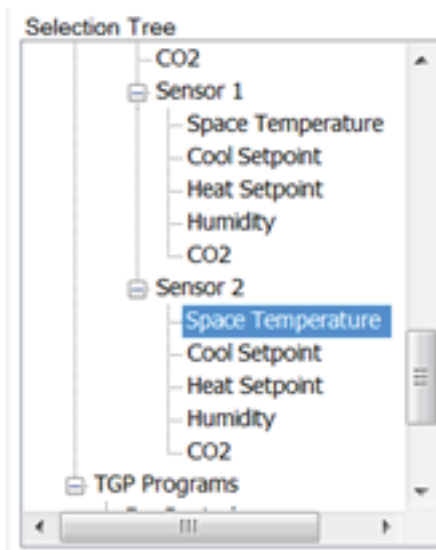 Selection Tree
CO2
Sensor 1
Space Temperature
Cool Setpoint
Heat Setpoint
Humidity
CO2
Sensor 2
Space Temperature
Cool Setpoint
Heat Setpoint
Humidity
CO2
TGP Programs